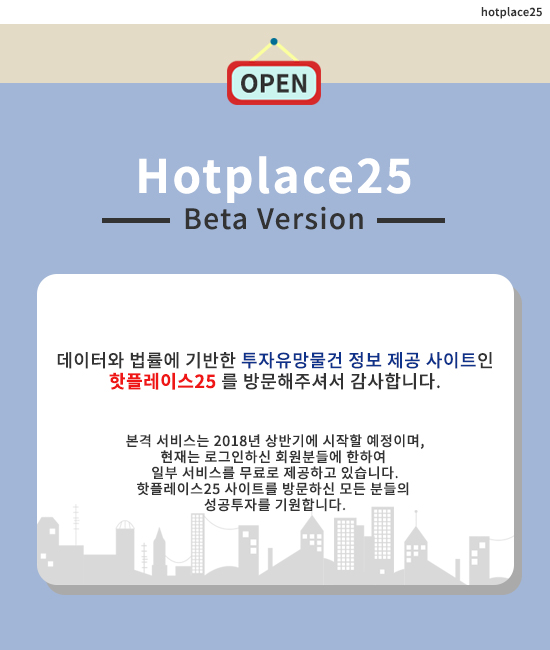 hotplace25
OPEN
Hotplace25
Beta Version
데이터와 법률에 기반한 투자유망물건 정보 제공 사이트인
핫플레이스25 를 방문해주셔서 감사합니다.
본격 서비스는 2018년 상반기에 시작할 예정이며,
현재는 로그인하신 회원분들에 한하여
일부 서비스를 무료로 제공하고 있습니다.
핫플레이스25 사이트를 방문하신 모든 분들의
성공투자를 기원합니다.